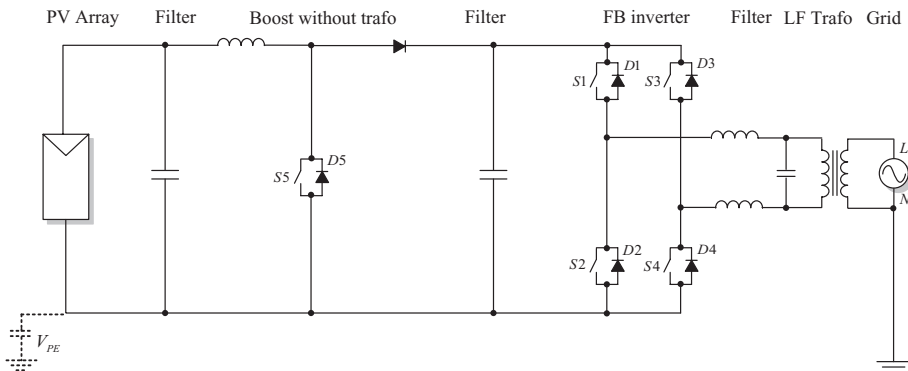 PV Array Filter Boost without trafo Filter FB inverter Filter LF Trafo Grid
S1 D1 S3 D3
S5 D5
L
N
S2 D2 S4 D4
V_PE